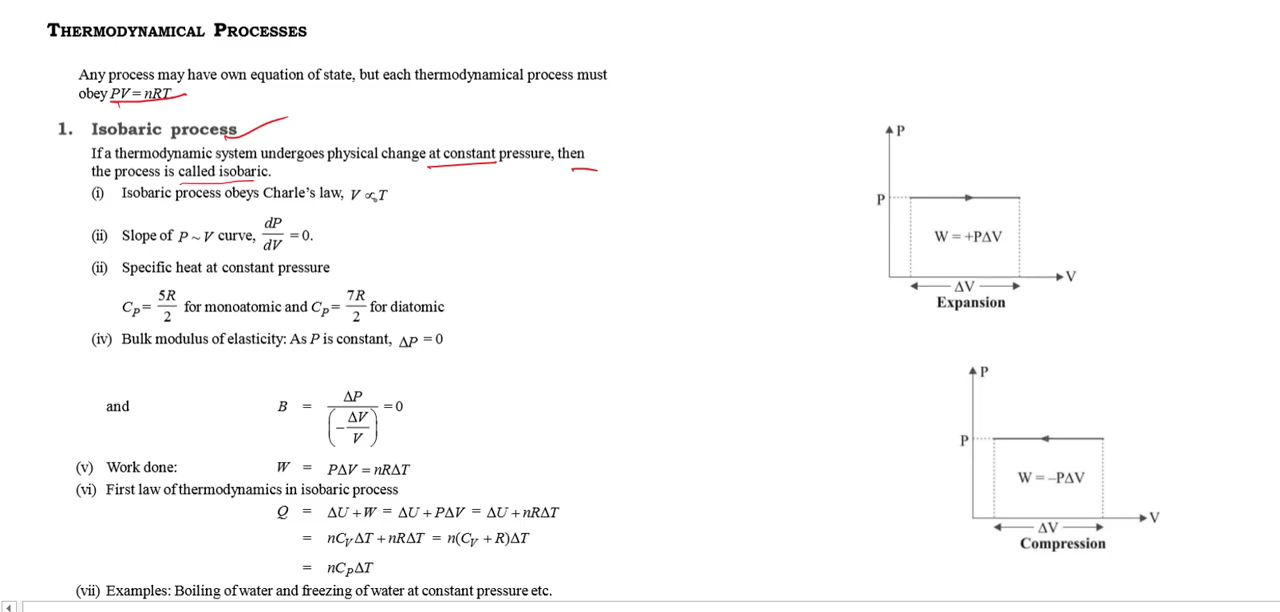 THERMODYNAMICAL PROCESSES
Any process may have own equation of state, but each thermodynamical process must
obey PV = nRT
1. Isobaric process
If a thermodynamic system undergoes physical change at constant pressure, then
the process is called isobaric.
(i) Isobaric process obeys Charle's law, V ∝ T
(ii) Slope of P ~ V curve, dP/dV = 0.
(ii) Specific heat at constant pressure
C_P = 5R/2 for monoatomic and C_P = 7R/2 for diatomic
(iv) Bulk modulus of elasticity: As P is constant, ΔP = 0
and B = ΔP/(−ΔV/V) = 0
(v) Work done: W = PΔV = nRΔT
(vi) First law of thermodynamics in isobaric process
Q = ΔU + W = ΔU + PΔV = ΔU + nRΔT
= nC_VΔT + nRΔT = n(C_V + R)ΔT
= nC_PΔT
(vii) Examples: Boiling of water and freezing of water at constant pressure etc.
P
P
W = +PΔV
V
ΔV
Expansion
P
P
W = –PΔV
V
ΔV
Compression